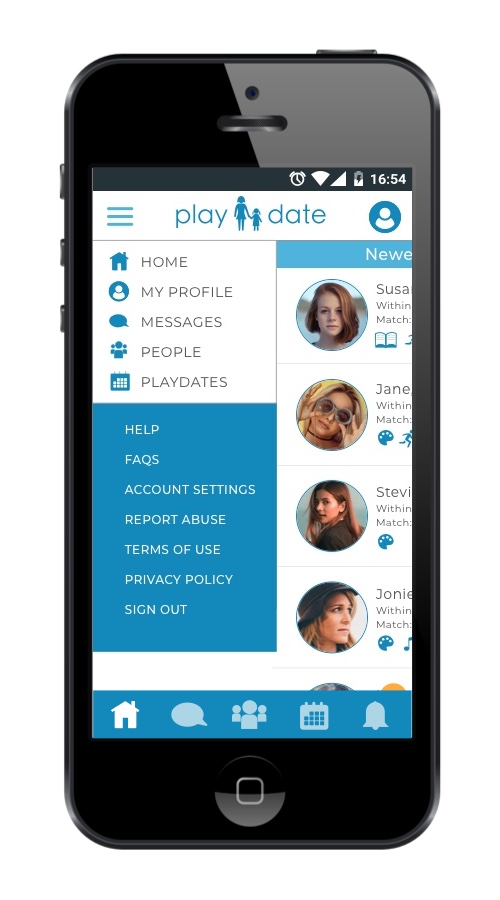 16:54
play date
HOME
MY PROFILE
MESSAGES
PEOPLE
PLAYDATES
HELP
FAQS
ACCOUNT SETTINGS
REPORT ABUSE
TERMS OF USE
PRIVACY POLICY
SIGN OUT
Newe
Susa
Within
Match:
Jane,
Within
Match:
Stevi
Within
Match:
Jonie
Within
Match: